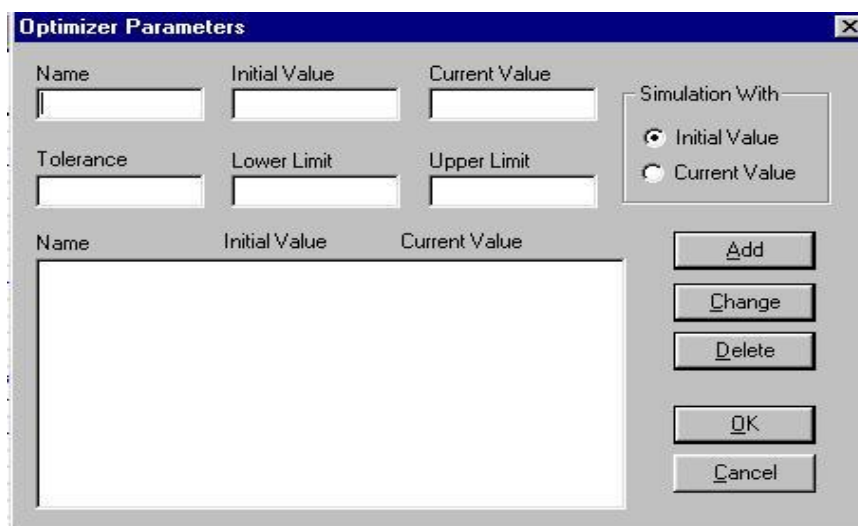 Optimizer Parameters
Name Initial Value Current Value
Simulation With
Initial Value
Tolerance Lower Limit Upper Limit
Current Value
Name Initial Value Current Value
Add
Change
Delete
OK
Cancel